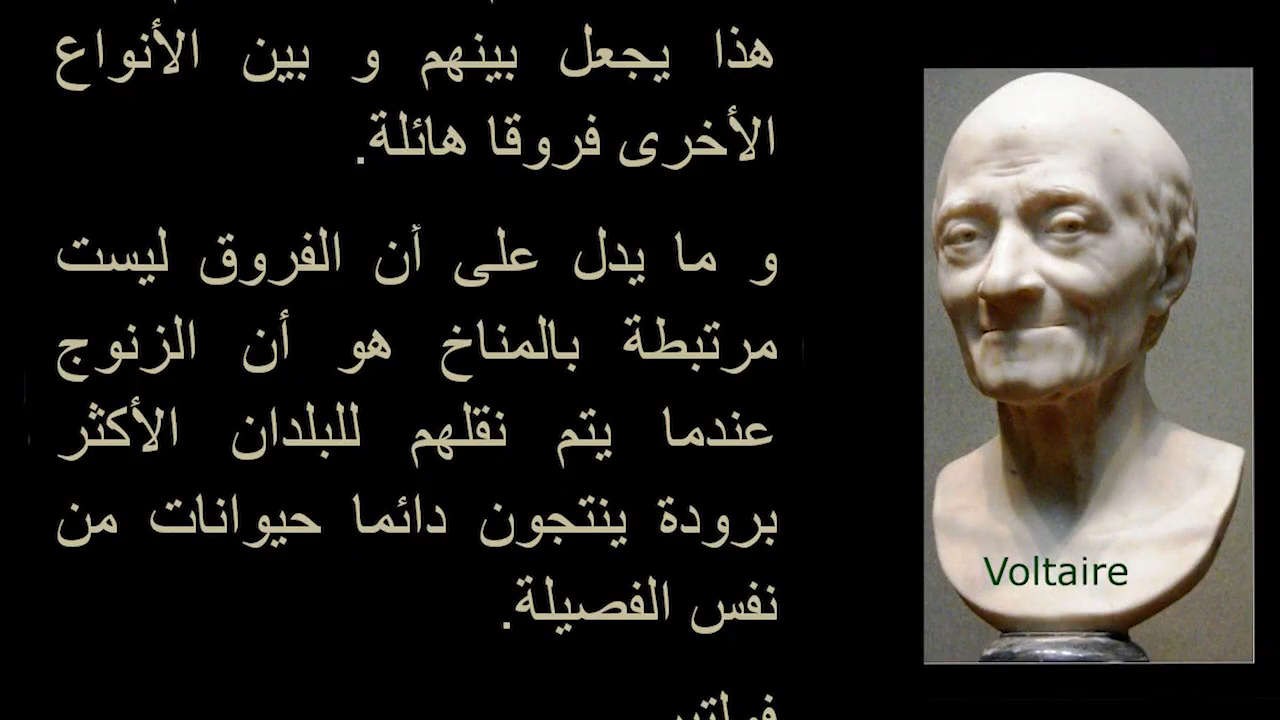 هذا يجعل بينهم و بين الأنواع
الأخرى فروقا هائلة.
و ما يدل على أن الفروق ليست
مرتبطة بالمناخ هو أن الزنوج
عندما يتم نقلهم للبلدان الأكثر
برودة ينتجون دائما حيوانات من
نفس الفصيلة.
Voltaire